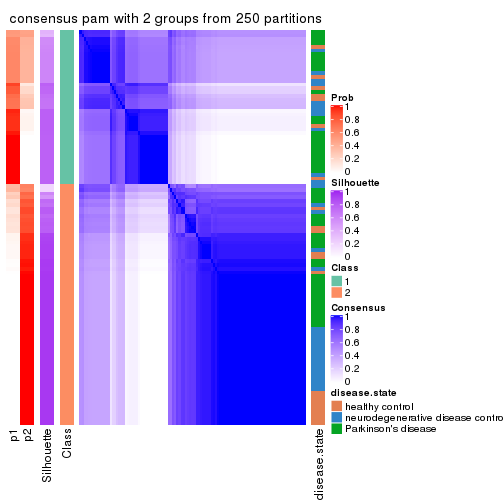 consensus pam with 2 groups from 250 partitions
Prob
1
0.8
0.6
0.4
0.2
0
Silhouette
1
0.8
0.6
0.4
0.2
0
Class
1
2
Consensus
1
0.8
0.6
0.4
0.2
0
disease.state
healthy control
neurodegenerative disease contro
Parkinson's disease
p1
p2
Silhouette
Class
disease.state